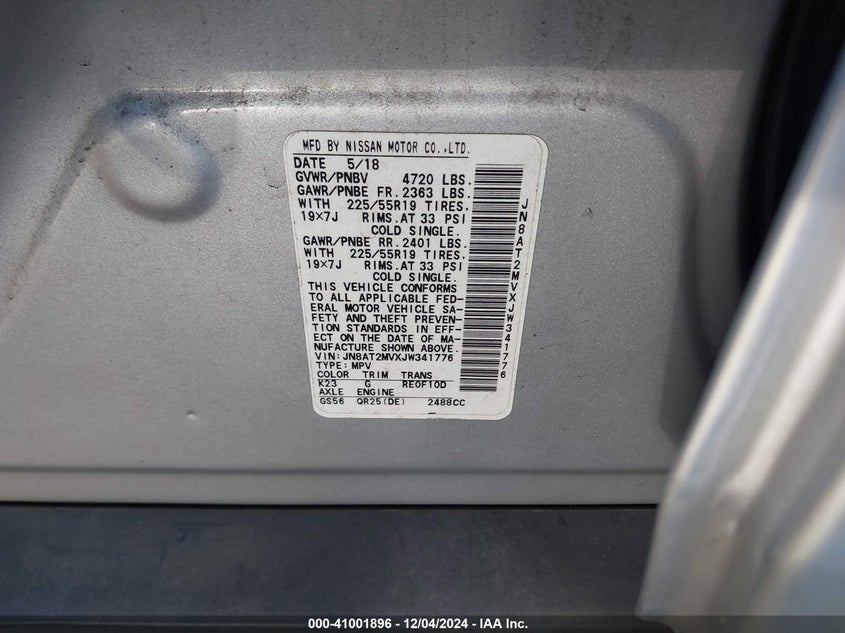 MFD BY NISSAN MOTOR CO.,LTD.
DATE 5/18
GVWR/PNBV 4720 LBS.
GAWR/PNBE FR. 2363 LBS.
WITH 225/55R19 TIRES,
19×7J RIMS.AT 33 PSI
COLD SINGLE.
GAWR/PNBE RR. 2401 LBS.
WITH 225/55R19 TIRES,
19×7J RIMS.AT 33 PSI
COLD SINGLE.
THIS VEHICLE CONFORMS
TO ALL APPLICABLE FED-
ERAL MOTOR VEHICLE SA-
FETY AND THEFT PREVEN-
TION STANDARDS IN EFF-
ECT ON THE DATE OF MA-
NUFACTURE SHOWN ABOVE.
VIN: JN8AT2MVXJW341776
TYPE: MPV
COLOR TRIM TRANS
K23 G RE0F10D
AXLE ENGINE
GS56 QR25(DE) 2488CC
JN8AT2MVXJW341776
000-41001896 - 12/04/2024 - IAA Inc.